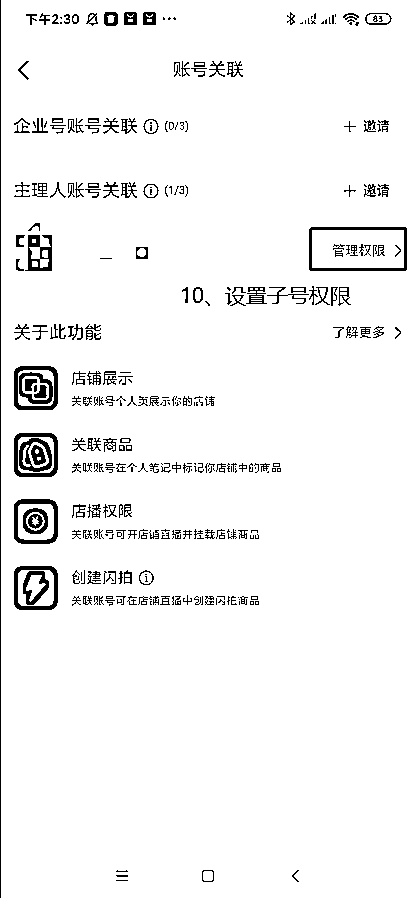 下午2:30
83
账号关联
企业号账号关联 (0/3)
+ 邀请
主理人账号关联 (1/3)
+ 邀请
管理权限
10、设置子号权限
关于此功能
了解更多
店铺展示
关联账号个人页展示你的店铺
关联商品
关联账号在个人笔记中标记你店铺中的商品
店播权限
关联账号可开店铺直播并挂载店铺商品
创建闪拍
关联账号可在店铺直播中创建闪拍商品